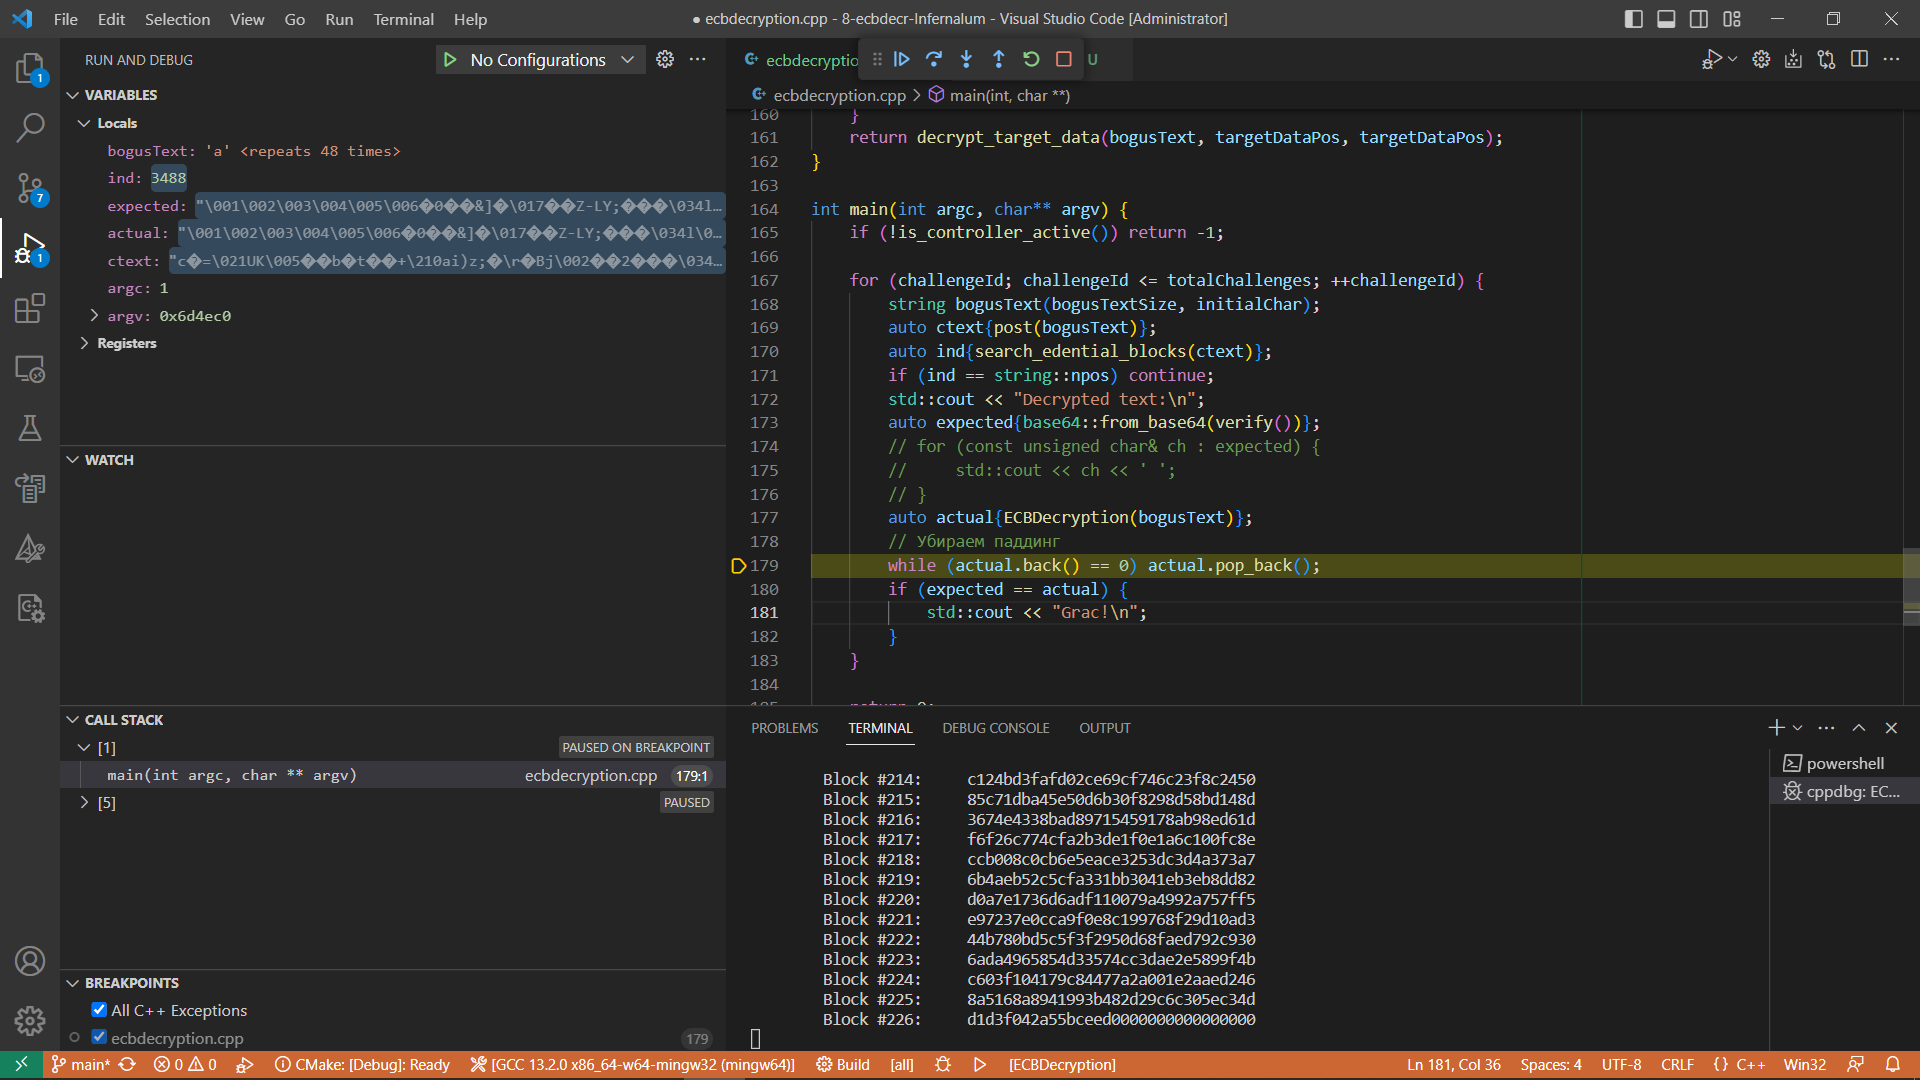 File Edit Selection View Go Run Terminal Help
● ecbdecryption.cpp - 8-ecbdecr-Infernalum - Visual Studio Code [Administrator]
RUN AND DEBUG
No Configurations
VARIABLES
Locals
bogusText: 'a' <repeats 48 times>
ind: 3488
expected: "\001\002\003\004\005\006�0��&]�\017��Z-LY;���\034l…
actual: "\001\002\003\004\005\006�0��&]�\017��Z-LY;���\034l\0…
ctext: "c�=\021UK\005��b�t��+\210ai)z;�\r�Bj\002��2���\034…
argc: 1
argv: 0x6d4ec0
Registers
WATCH
CALL STACK
[1] PAUSED ON BREAKPOINT
main(int argc, char ** argv) ecbdecryption.cpp 179:1
[5] PAUSED
BREAKPOINTS
All C++ Exceptions
ecbdecryption.cpp 179
1
7
1
ecbdecryptio U
ecbdecryption.cpp > main(int, char **)
160 }
161 return decrypt_target_data(bogusText, targetDataPos, targetDataPos);
162 }
163
164 int main(int argc, char** argv) {
165 if (!is_controller_active()) return -1;
166
167 for (challengeId; challengeId <= totalChallenges; ++challengeId) {
168 string bogusText(bogusTextSize, initialChar);
169 auto ctext{post(bogusText)};
170 auto ind{search_edential_blocks(ctext)};
171 if (ind == string::npos) continue;
172 std::cout << "Decrypted text:\n";
173 auto expected{base64::from_base64(verify())};
174 // for (const unsigned char& ch : expected) {
175 // std::cout << ch << ' ';
176 // }
177 auto actual{ECBDecryption(bogusText)};
178 // Убираем паддинг
179 while (actual.back() == 0) actual.pop_back();
180 if (expected == actual) {
181 std::cout << "Grac!\n";
182 }
183 }
184
185 return 0;
PROBLEMS TERMINAL DEBUG CONSOLE OUTPUT
Block #214: c124bd3fafd02ce69cf746c23f8c2450
Block #215: 85c71dba45e50d6b30f8298d58bd148d
Block #216: 3674e4338bad89715459178ab98ed61d
Block #217: f6f26c774cfa2b3de1f0e1a6c100fc8e
Block #218: ccb008c0cb6e5eace3253dc3d4a373a7
Block #219: 6b4aeb52c5cfa331bb3041eb3eb8dd82
Block #220: d0a7e1736d6adf110079a4992a757ff5
Block #221: e97237e0cca9f0e8c199768f29d10ad3
Block #222: 44b780bd5c5f3f2950d68faed792c930
Block #223: 6ada4965854d33574cc3dae2e5899f4b
Block #224: c603f104179c84477a2a001e2aaed246
Block #225: 8a5168a8941993b482d29c6c305ec34d
Block #226: d1d3f042a55bceed0000000000000000
powershell
cppdbg: EC...
main* 0 0 CMake: [Debug]: Ready [GCC 13.2.0 x86_64-w64-mingw32 (mingw64)] Build [all] [ECBDecryption] Ln 181, Col 36 Spaces: 4 UTF-8 CRLF {} C++ Win32